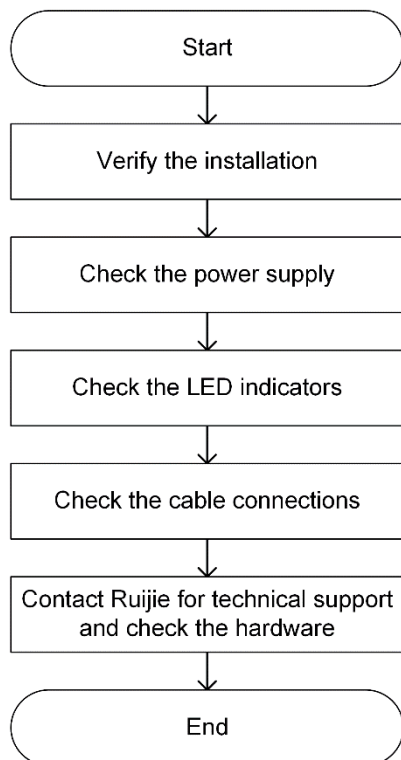 Start
Verify the installation
Check the power supply
Check the LED indicators
Check the cable connections
Contact Ruijie for technical support
and check the hardware
End